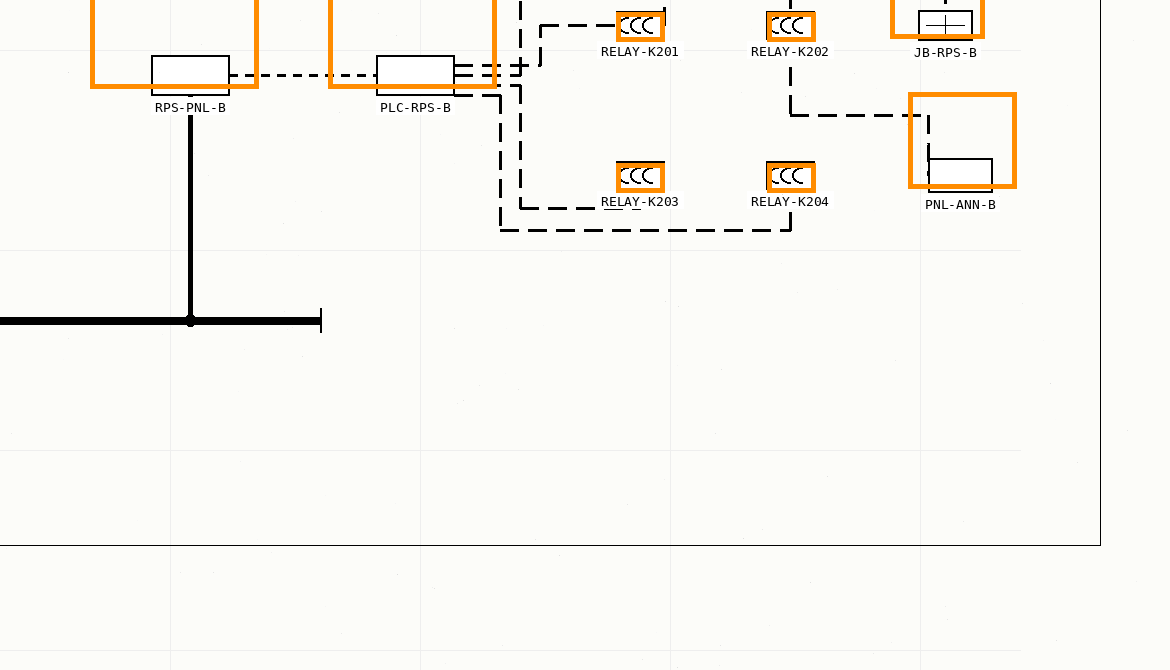 RELAY-K201
RELAY-K202
JB-RPS-B
RPS-PNL-B
PLC-RPS-B
RELAY-K203
RELAY-K204
PNL-ANN-B